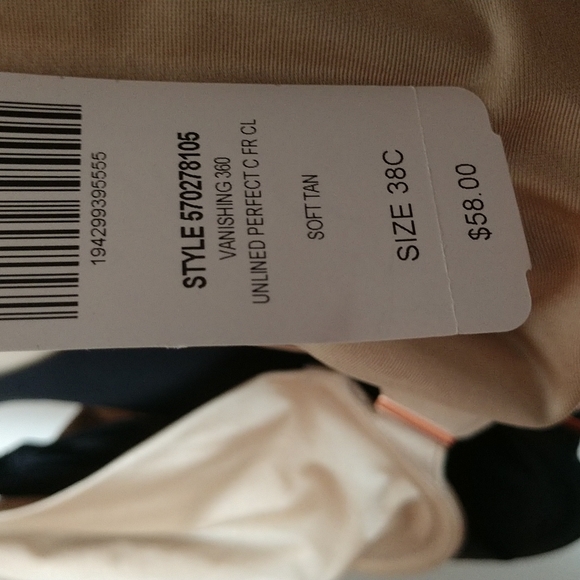 194299395555
STYLE 570278105
VANISHING 360
UNLINED PERFECT C FR CL
SOFT TAN
SIZE 38C
$58.00